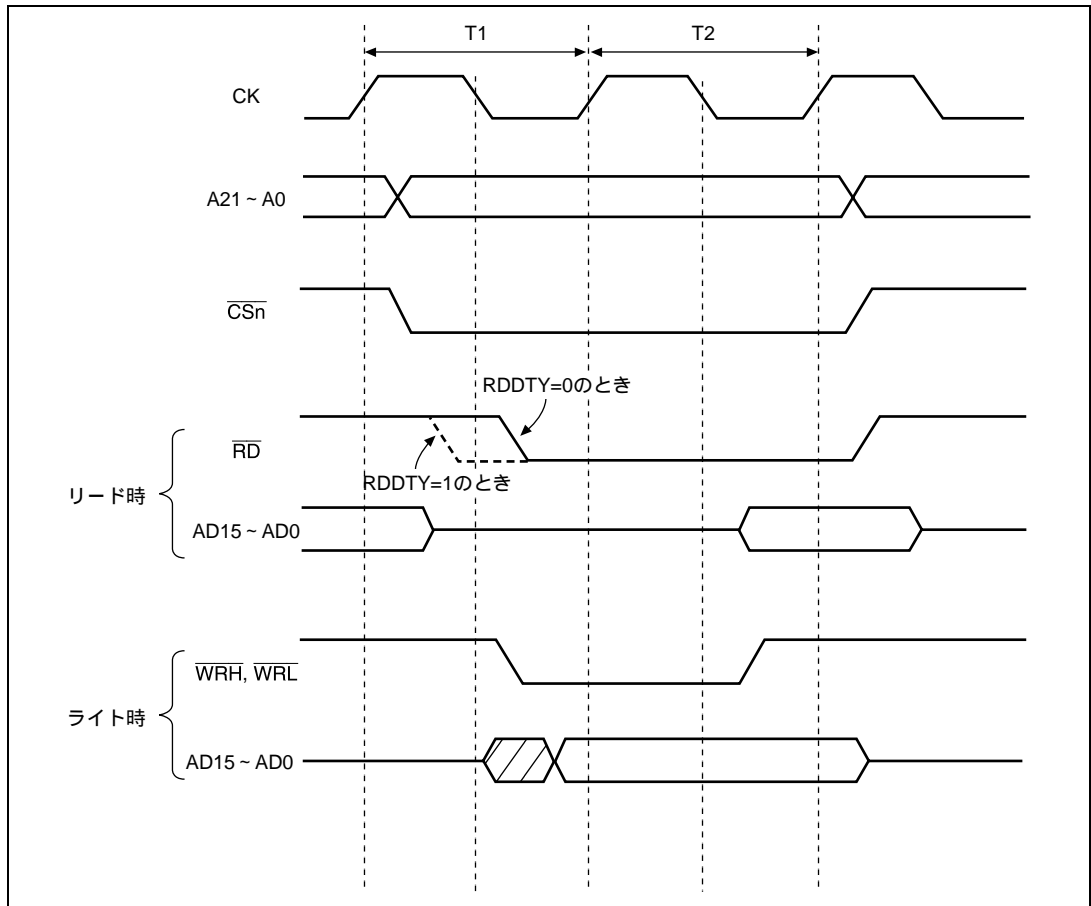 T1 T2
CK
A21 ~ A0
CSn
RDDTY=0のとき
RD
RDDTY=1のとき
リード時
AD15 ~ AD0
WRH, WRL
ライト時
AD15 ~ AD0